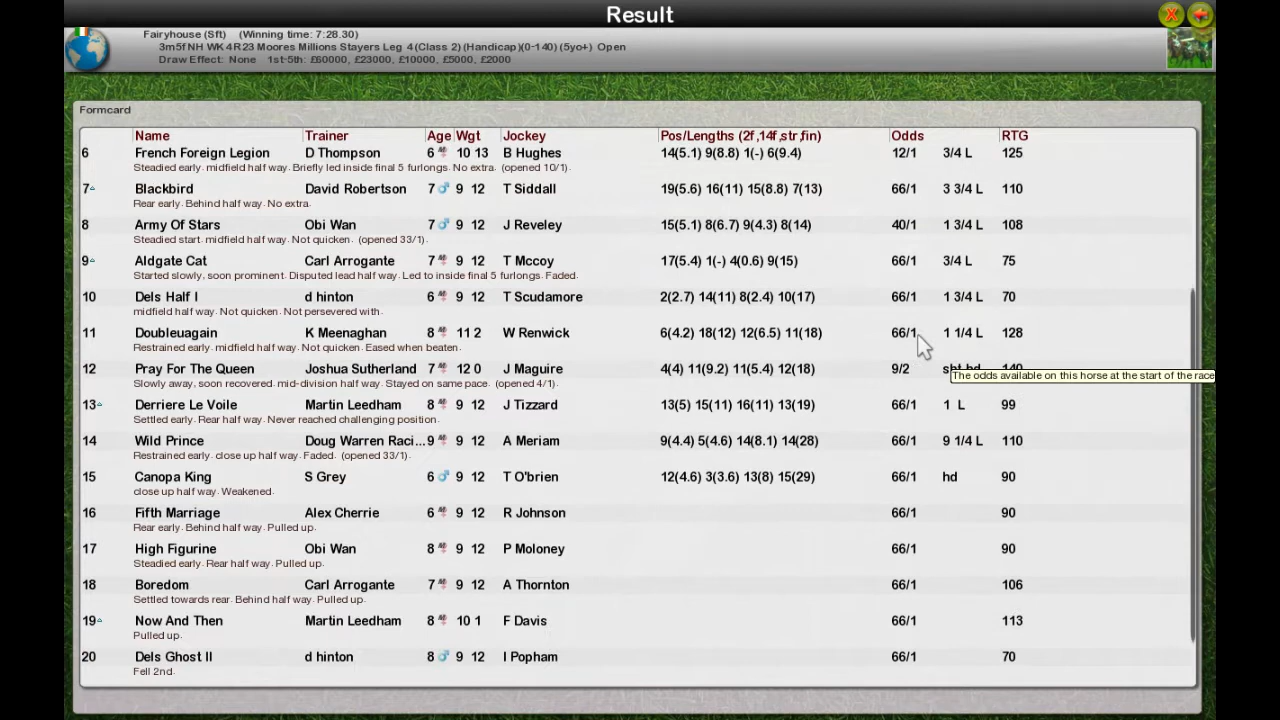 Result
X
Fairyhouse (Sft) (Winning time: 7:28.30)
3m5f NH WK 4 R 23 Moores Millions Stayers Leg 4 (Class 2) (Handicap)(0-140) (5yo+) Open
Draw Effect: None 1st-5th: £60000, £23000, £10000, £5000, £2000
Formcard
Name Trainer Age Wgt Jockey Pos/Lengths (2f,14f,str,fin) Odds RTG
6 French Foreign Legion D Thompson 6 10 13 B Hughes 14(5.1) 9(8.8) 1(-) 6(9.4) 12/1 3/4 L 125
Steadied early. midfield half way. Briefly led inside final 5 furlongs. No extra. (opened 10/1).
7 Blackbird David Robertson 7 9 12 T Siddall 19(5.6) 16(11) 15(8.8) 7(13) 66/1 3 3/4 L 110
Rear early. Behind half way. No extra.
8 Army Of Stars Obi Wan 7 9 12 J Reveley 15(5.1) 8(6.7) 9(4.3) 8(14) 40/1 1 3/4 L 108
Steadied start. midfield half way. Not quicken. (opened 33/1).
9 Aldgate Cat Carl Arrogante 7 9 12 T Mccoy 17(5.4) 1(-) 4(0.6) 9(15) 66/1 3/4 L 75
Started slowly, soon prominent. Disputed lead half way. Led to inside final 5 furlongs. Faded.
10 Dels Half I d hinton 6 9 12 T Scudamore 2(2.7) 14(11) 8(2.4) 10(17) 66/1 1 3/4 L 70
midfield half way. Not quicken. Not persevered with.
11 Doubleuagain K Meenaghan 8 11 2 W Renwick 6(4.2) 18(12) 12(6.5) 11(18) 66/1 1 1/4 L 128
Restrained early. midfield half way. Not quicken. Eased when beaten.
12 Pray For The Queen Joshua Sutherland 7 12 0 J Maguire 4(4) 11(9.2) 11(5.4) 12(18) 9/2 sht hd 140
The odds available on this horse at the start of the race
Slowly away, soon recovered. mid-division half way. Stayed on same pace. (opened 4/1).
13 Derriere Le Voile Martin Leedham 8 9 12 J Tizzard 13(5) 15(11) 16(11) 13(19) 66/1 1 L 99
Settled early. Rear half way. Never reached challenging position.
14 Wild Prince Doug Warren Raci... 9 9 12 A Meriam 9(4.4) 5(4.6) 14(8.1) 14(28) 66/1 9 1/4 L 110
Restrained early. close up half way. Faded. (opened 33/1).
15 Canopa King S Grey 6 9 12 T O'brien 12(4.6) 3(3.6) 13(8) 15(29) 66/1 hd 90
close up half way. Weakened.
16 Fifth Marriage Alex Cherrie 6 9 12 R Johnson 66/1 90
Rear early. Behind half way. Pulled up.
17 High Figurine Obi Wan 8 9 12 P Moloney 66/1 90
Steadied early. Rear half way. Pulled up.
18 Boredom Carl Arrogante 7 9 12 A Thornton 66/1 106
Settled towards rear. Behind half way. Pulled up.
19 Now And Then Martin Leedham 8 10 1 F Davis 66/1 113
Pulled up.
20 Dels Ghost II d hinton 8 9 12 I Popham 66/1 70
Fell 2nd.